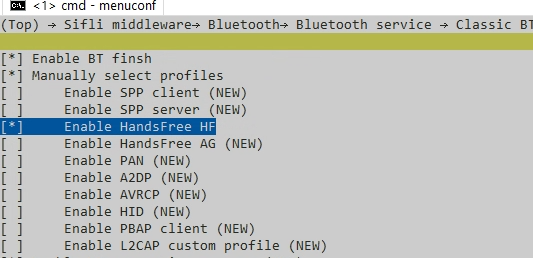 <1> cmd - menuconf
(Top) → Sifli middleware→ Bluetooth→ Bluetooth service → Classic BT
[*] Enable BT finsh
[*] Manually select profiles
[ ] Enable SPP client (NEW)
[ ] Enable SPP server (NEW)
[*] Enable HandsFree HF
[ ] Enable HandsFree AG (NEW)
[ ] Enable PAN (NEW)
[ ] Enable A2DP (NEW)
[ ] Enable AVRCP (NEW)
[ ] Enable HID (NEW)
[ ] Enable PBAP client (NEW)
[ ] Enable L2CAP custom profile (NEW)